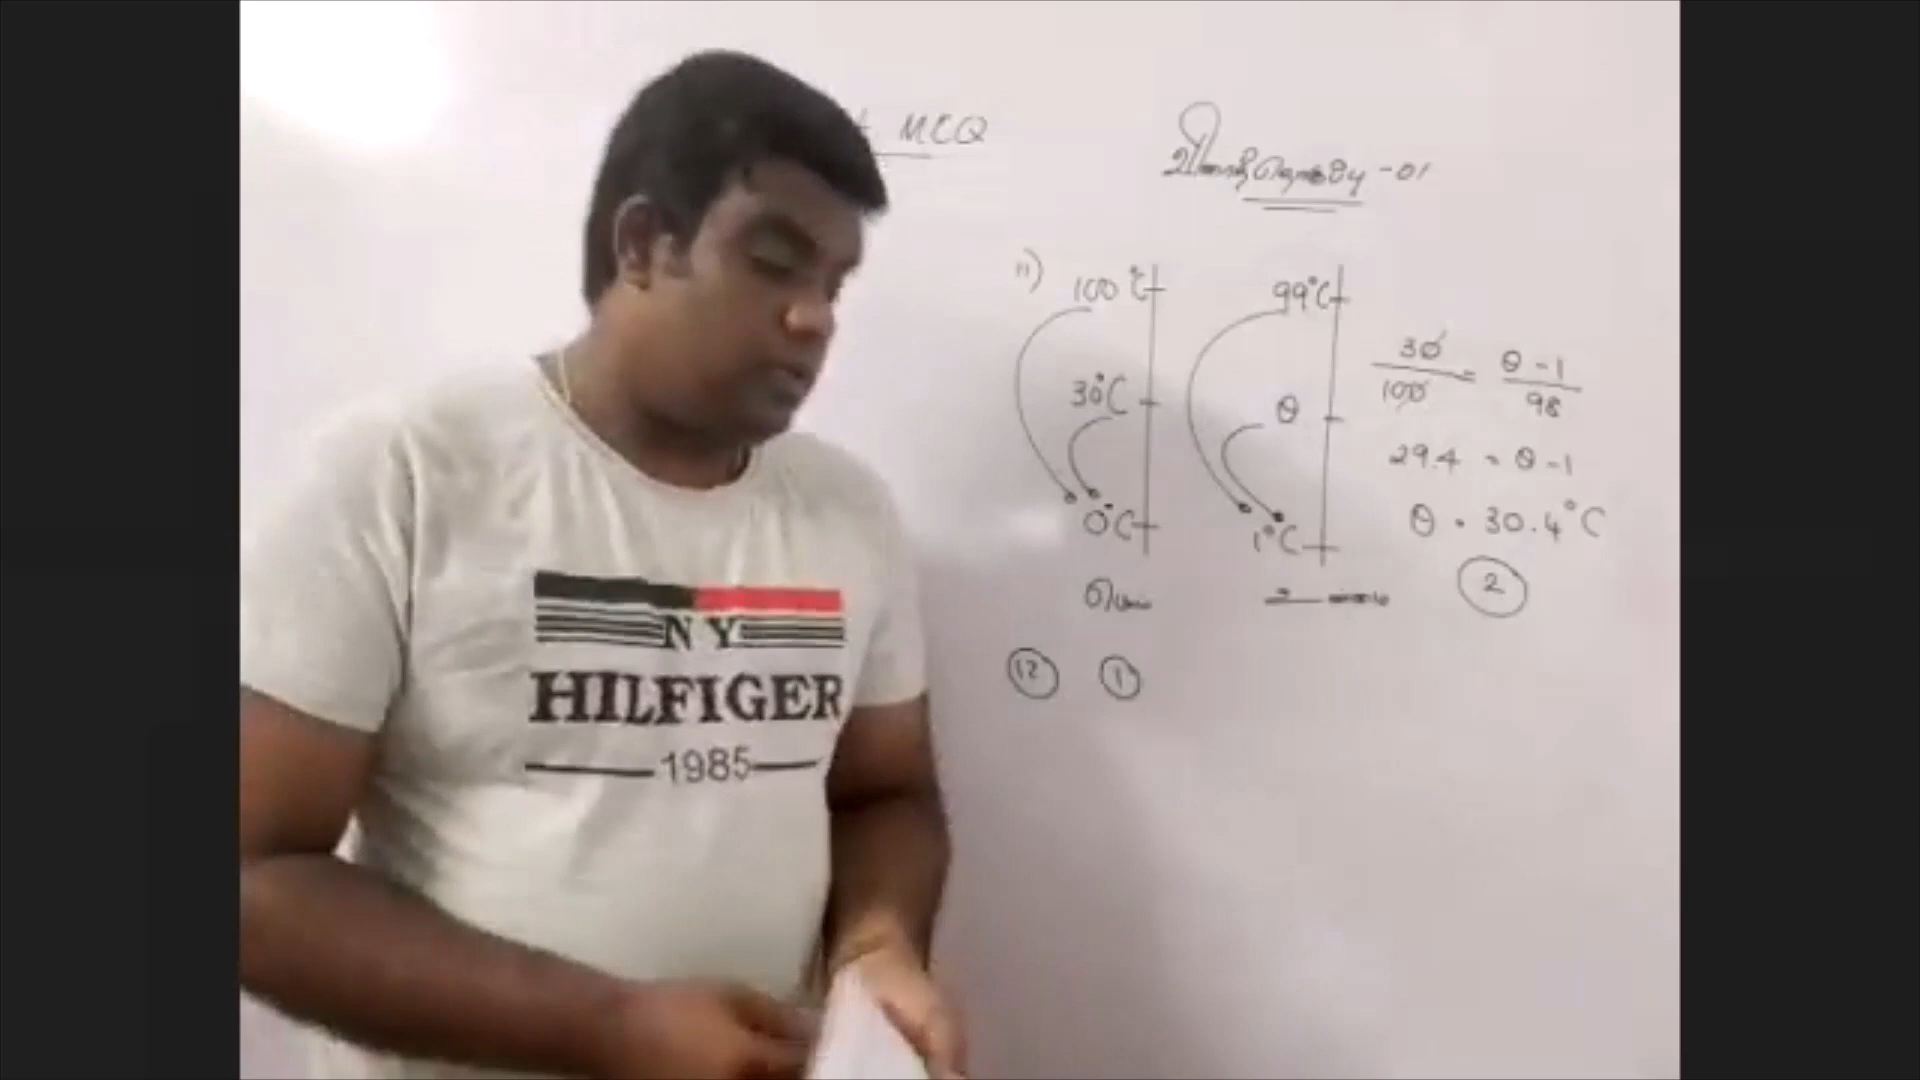 MCQ
வினாத்தொகுப்பு -01
11)
100°C
99°C
30/100 = θ-1/98
30°C
θ
29.4 = θ-1
θ = 30.4°C
0°C
1°C
2
12 1
NY
HILFIGER
1985